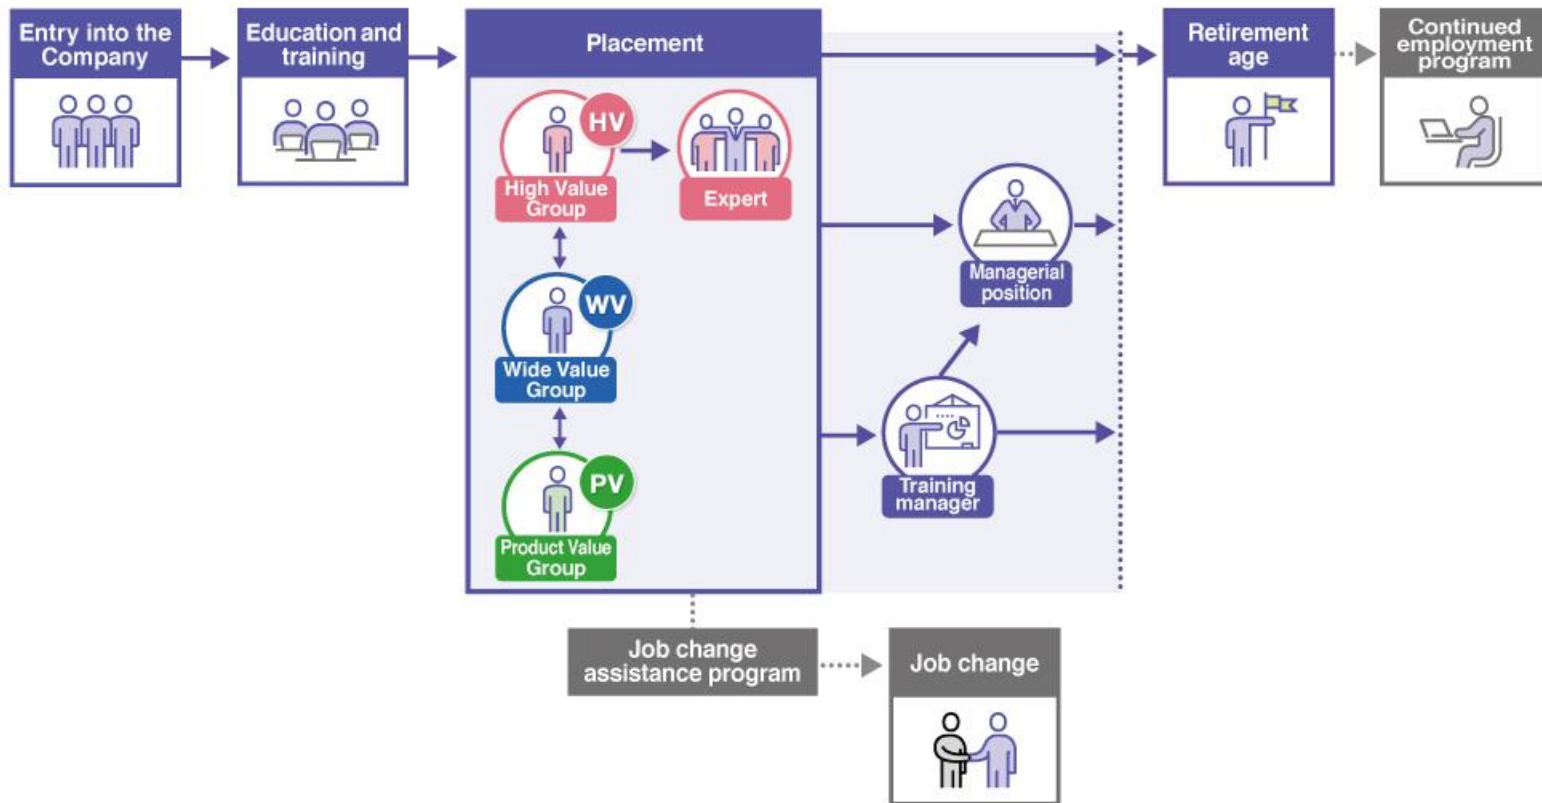 Entry into the
Company
Education and
training
Placement
Retirement
age
Continued
employment
program
HV
High Value
Group
Expert
WV
Wide Value
Group
Managerial
position
PV
Product Value
Group
Training
manager
Job change
assistance program
Job change